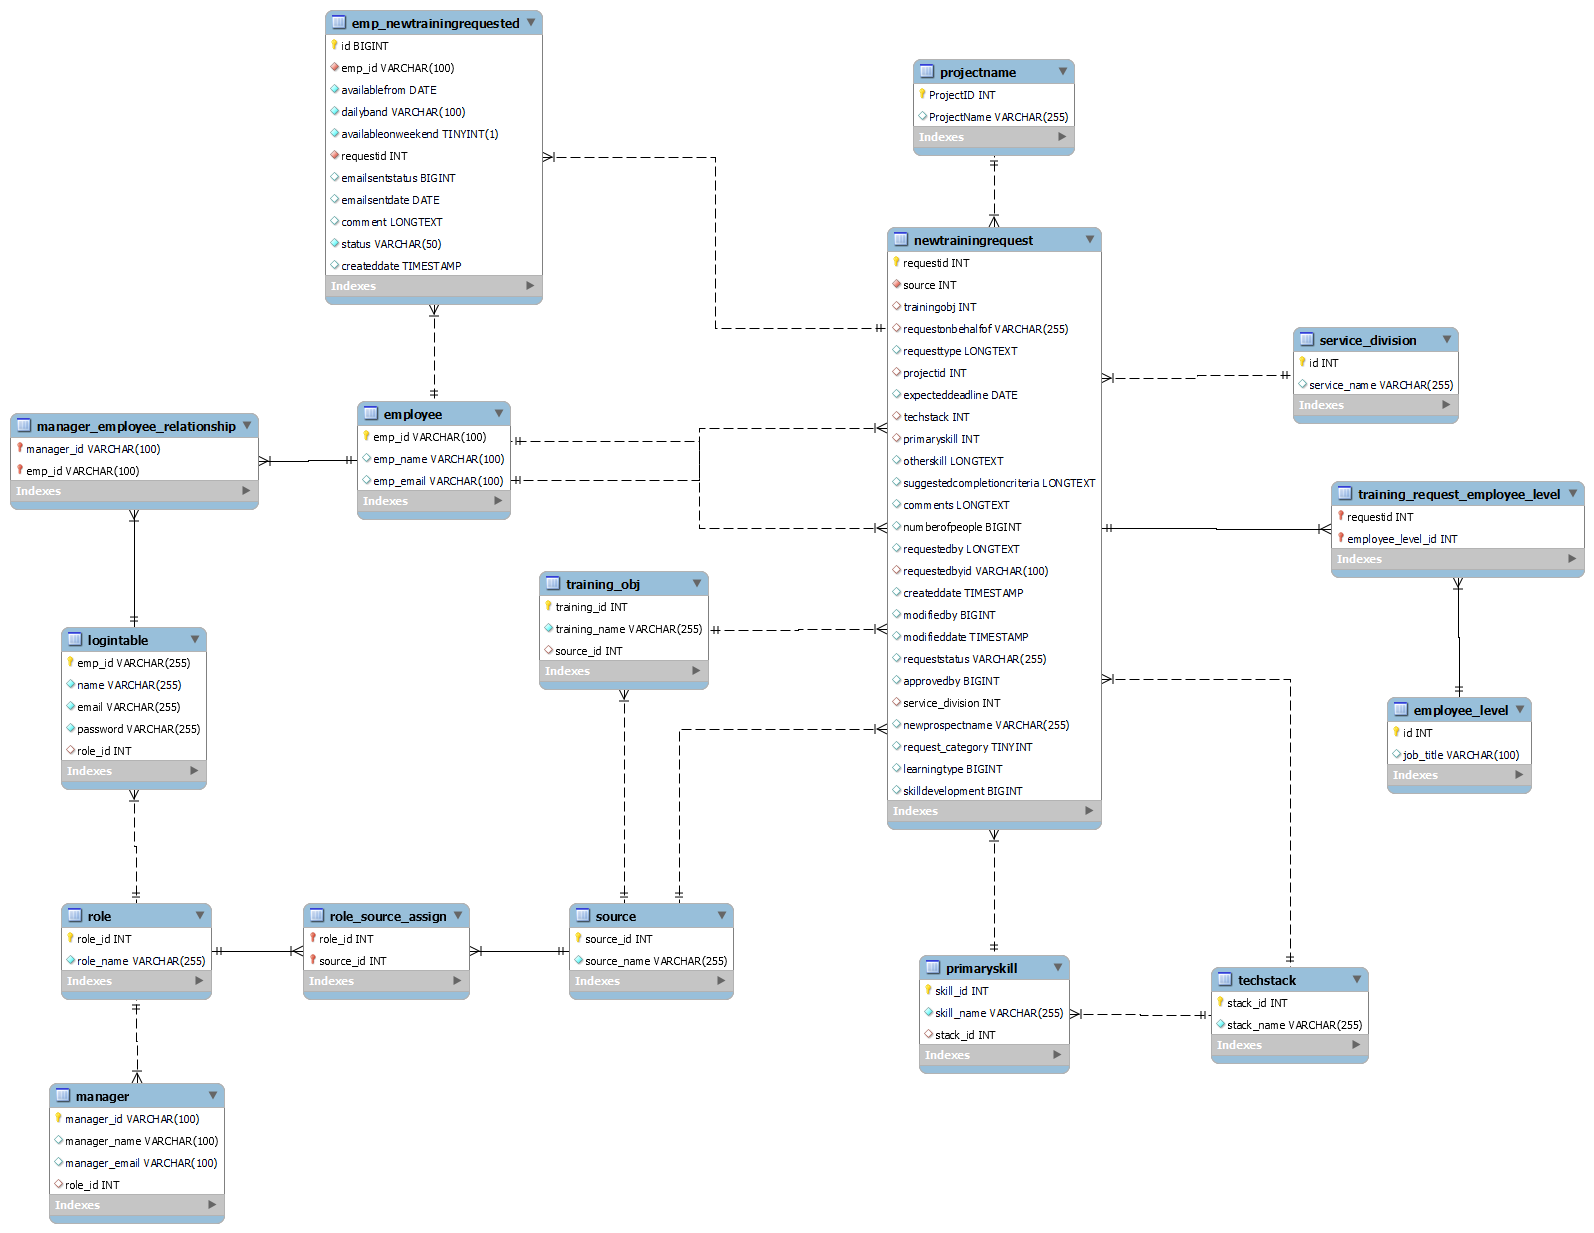 emp_newtrainingrequested
id BIGINT
emp_id VARCHAR(100)
availablefrom DATE
dailyband VARCHAR(100)
availableonweekend TINYINT(1)
requestid INT
emailsentstatus BIGINT
emailsentdate DATE
comment LONGTEXT
status VARCHAR(50)
createddate TIMESTAMP
Indexes
projectname
ProjectID INT
ProjectName VARCHAR(255)
Indexes
newtrainingrequest
requestid INT
source INT
trainingobj INT
requestonbehalfof VARCHAR(255)
requesttype LONGTEXT
projectid INT
expecteddeadline DATE
techstack INT
primaryskill INT
otherskill LONGTEXT
suggestedcompletioncriteria LONGTEXT
comments LONGTEXT
numberofpeople BIGINT
requestedby LONGTEXT
requestedbyid VARCHAR(100)
createddate TIMESTAMP
modifiedby BIGINT
modifieddate TIMESTAMP
requeststatus VARCHAR(255)
approvedby BIGINT
service_division INT
newprospectname VARCHAR(255)
request_category TINYINT
learningtype BIGINT
skilldevelopment BIGINT
Indexes
service_division
id INT
service_name VARCHAR(255)
Indexes
manager_employee_relationship
manager_id VARCHAR(100)
emp_id VARCHAR(100)
Indexes
employee
emp_id VARCHAR(100)
emp_name VARCHAR(100)
emp_email VARCHAR(100)
Indexes
training_request_employee_level
requestid INT
employee_level_id INT
Indexes
training_obj
training_id INT
training_name VARCHAR(255)
source_id INT
Indexes
logintable
emp_id VARCHAR(255)
name VARCHAR(255)
email VARCHAR(255)
password VARCHAR(255)
role_id INT
Indexes
employee_level
id INT
job_title VARCHAR(100)
Indexes
role
role_id INT
role_name VARCHAR(255)
Indexes
role_source_assign
role_id INT
source_id INT
Indexes
source
source_id INT
source_name VARCHAR(255)
Indexes
primaryskill
skill_id INT
skill_name VARCHAR(255)
stack_id INT
Indexes
techstack
stack_id INT
stack_name VARCHAR(255)
Indexes
manager
manager_id VARCHAR(100)
manager_name VARCHAR(100)
manager_email VARCHAR(100)
role_id INT
Indexes